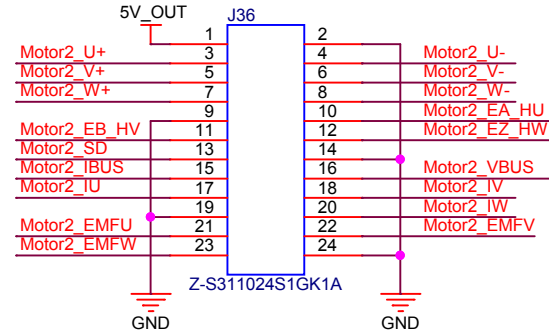 5V_OUT J36
1 2
Motor2_U+ 3 4 Motor2_U-
Motor2_V+ 5 6 Motor2_V-
Motor2_W+ 7 8 Motor2_W-
9 10 Motor2_EA_HU
Motor2_EB_HV 11 12 Motor2_EZ_HW
Motor2_SD 13 14
Motor2_IBUS 15 16 Motor2_VBUS
Motor2_IU 17 18 Motor2_IV
19 20 Motor2_IW
Motor2_EMFU 21 22 Motor2_EMFV
Motor2_EMFW 23 24
Z-S311024S1GK1A
GND GND